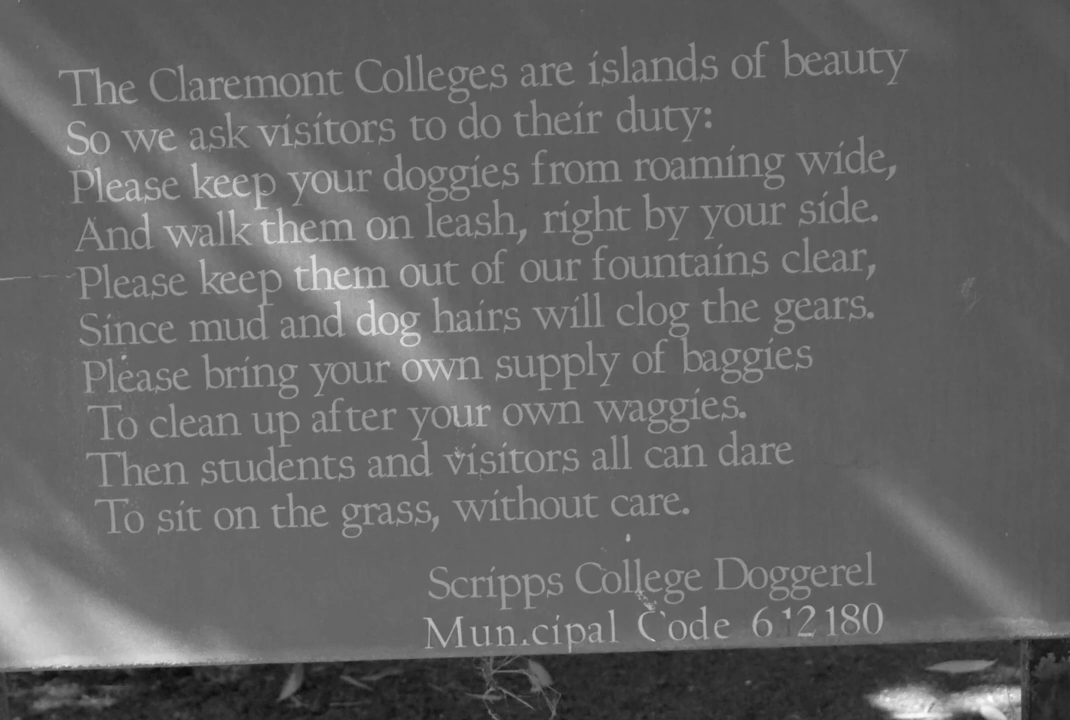 The Claremont Colleges are islands of beauty
So we ask visitors to do their duty:
Please keep your doggies from roaming wide,
And walk them on leash, right by your side.
Please keep them out of our fountains clear,
Since mud and dog hairs will clog the gears.
Please bring your own supply of baggies
To clean up after your own waggies.
Then students and visitors all can dare
To sit on the grass, without care.
Scripps College Doggerel
Municipal Code